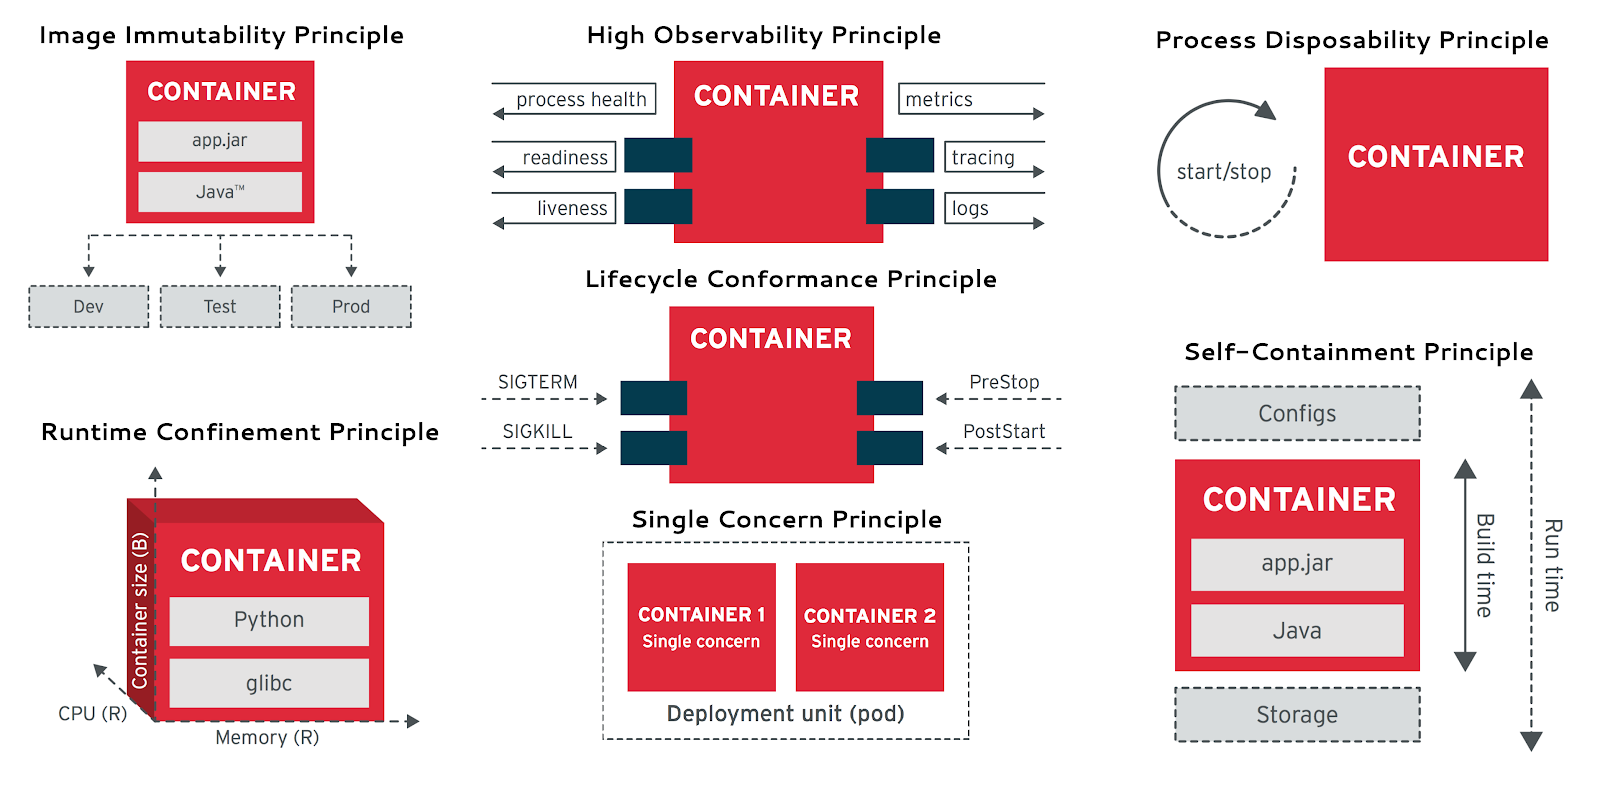 Image Immutability Principle
CONTAINER
app.jar
Java™
Dev
Test
Prod
Runtime Confinement Principle
CONTAINER
Python
glibc
Container size (B)
CPU (R)
Memory (R)
High Observability Principle
CONTAINER
process health
readiness
liveness
metrics
tracing
logs
Lifecycle Conformance Principle
CONTAINER
SIGTERM
SIGKILL
PreStop
PostStart
Single Concern Principle
CONTAINER 1
Single concern
CONTAINER 2
Single concern
Deployment unit (pod)
Process Disposability Principle
start/stop
CONTAINER
Self-Containment Principle
Configs
CONTAINER
app.jar
Java
Storage
Build time
Run time